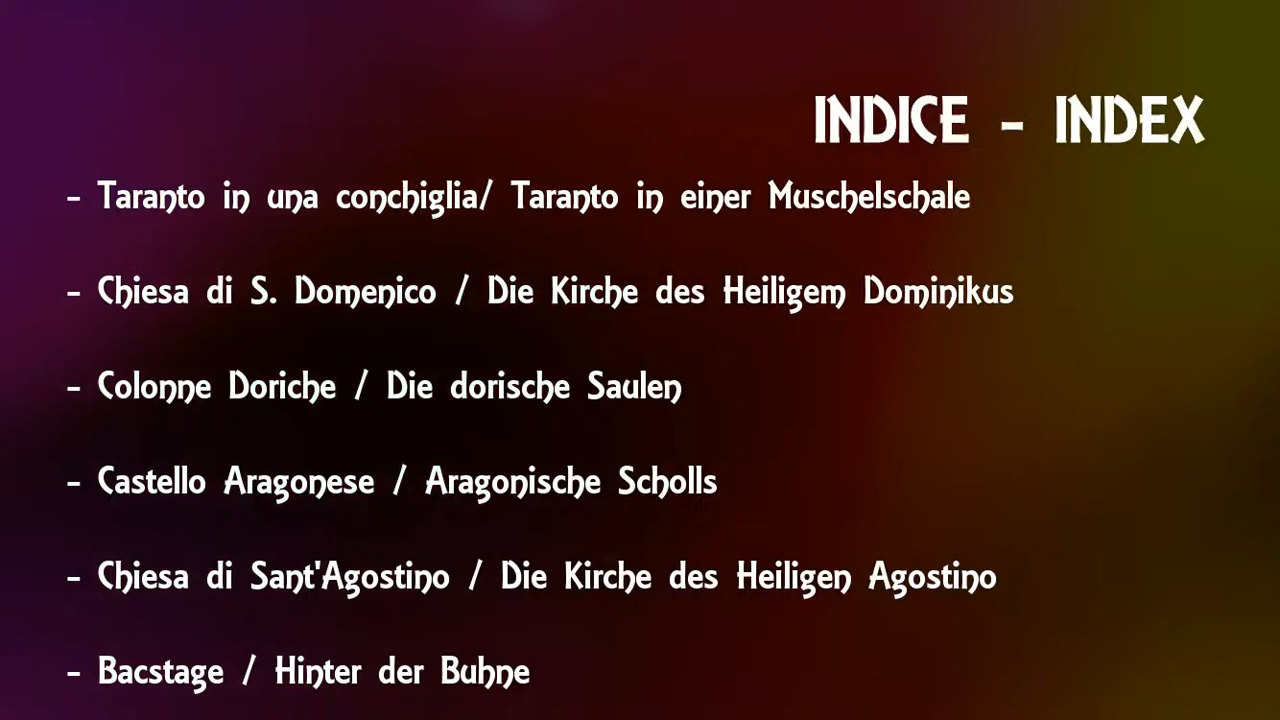 INDICE - INDEX
- Taranto in una conchiglia/ Taranto in einer Muschelschale
- Chiesa di S. Domenico / Die Kirche des Heiligem Dominikus
- Colonne Doriche / Die dorische Saulen
- Castello Aragonese / Aragonische Scholls
- Chiesa di Sant'Agostino / Die Kirche des Heiligen Agostino
- Bacstage / Hinter der Buhne